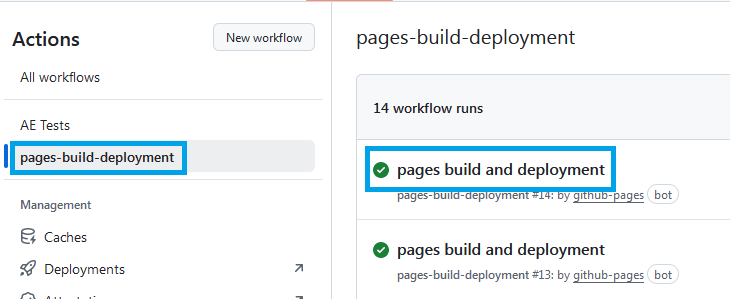 Actions
New workflow
All workflows
AE Tests
pages-build-deployment
Management
Caches
Deployments
pages-build-deployment
14 workflow runs
pages build and deployment
pages-build-deployment #14: by github-pages bot
pages build and deployment
pages-build-deployment #13: by github-pages bot